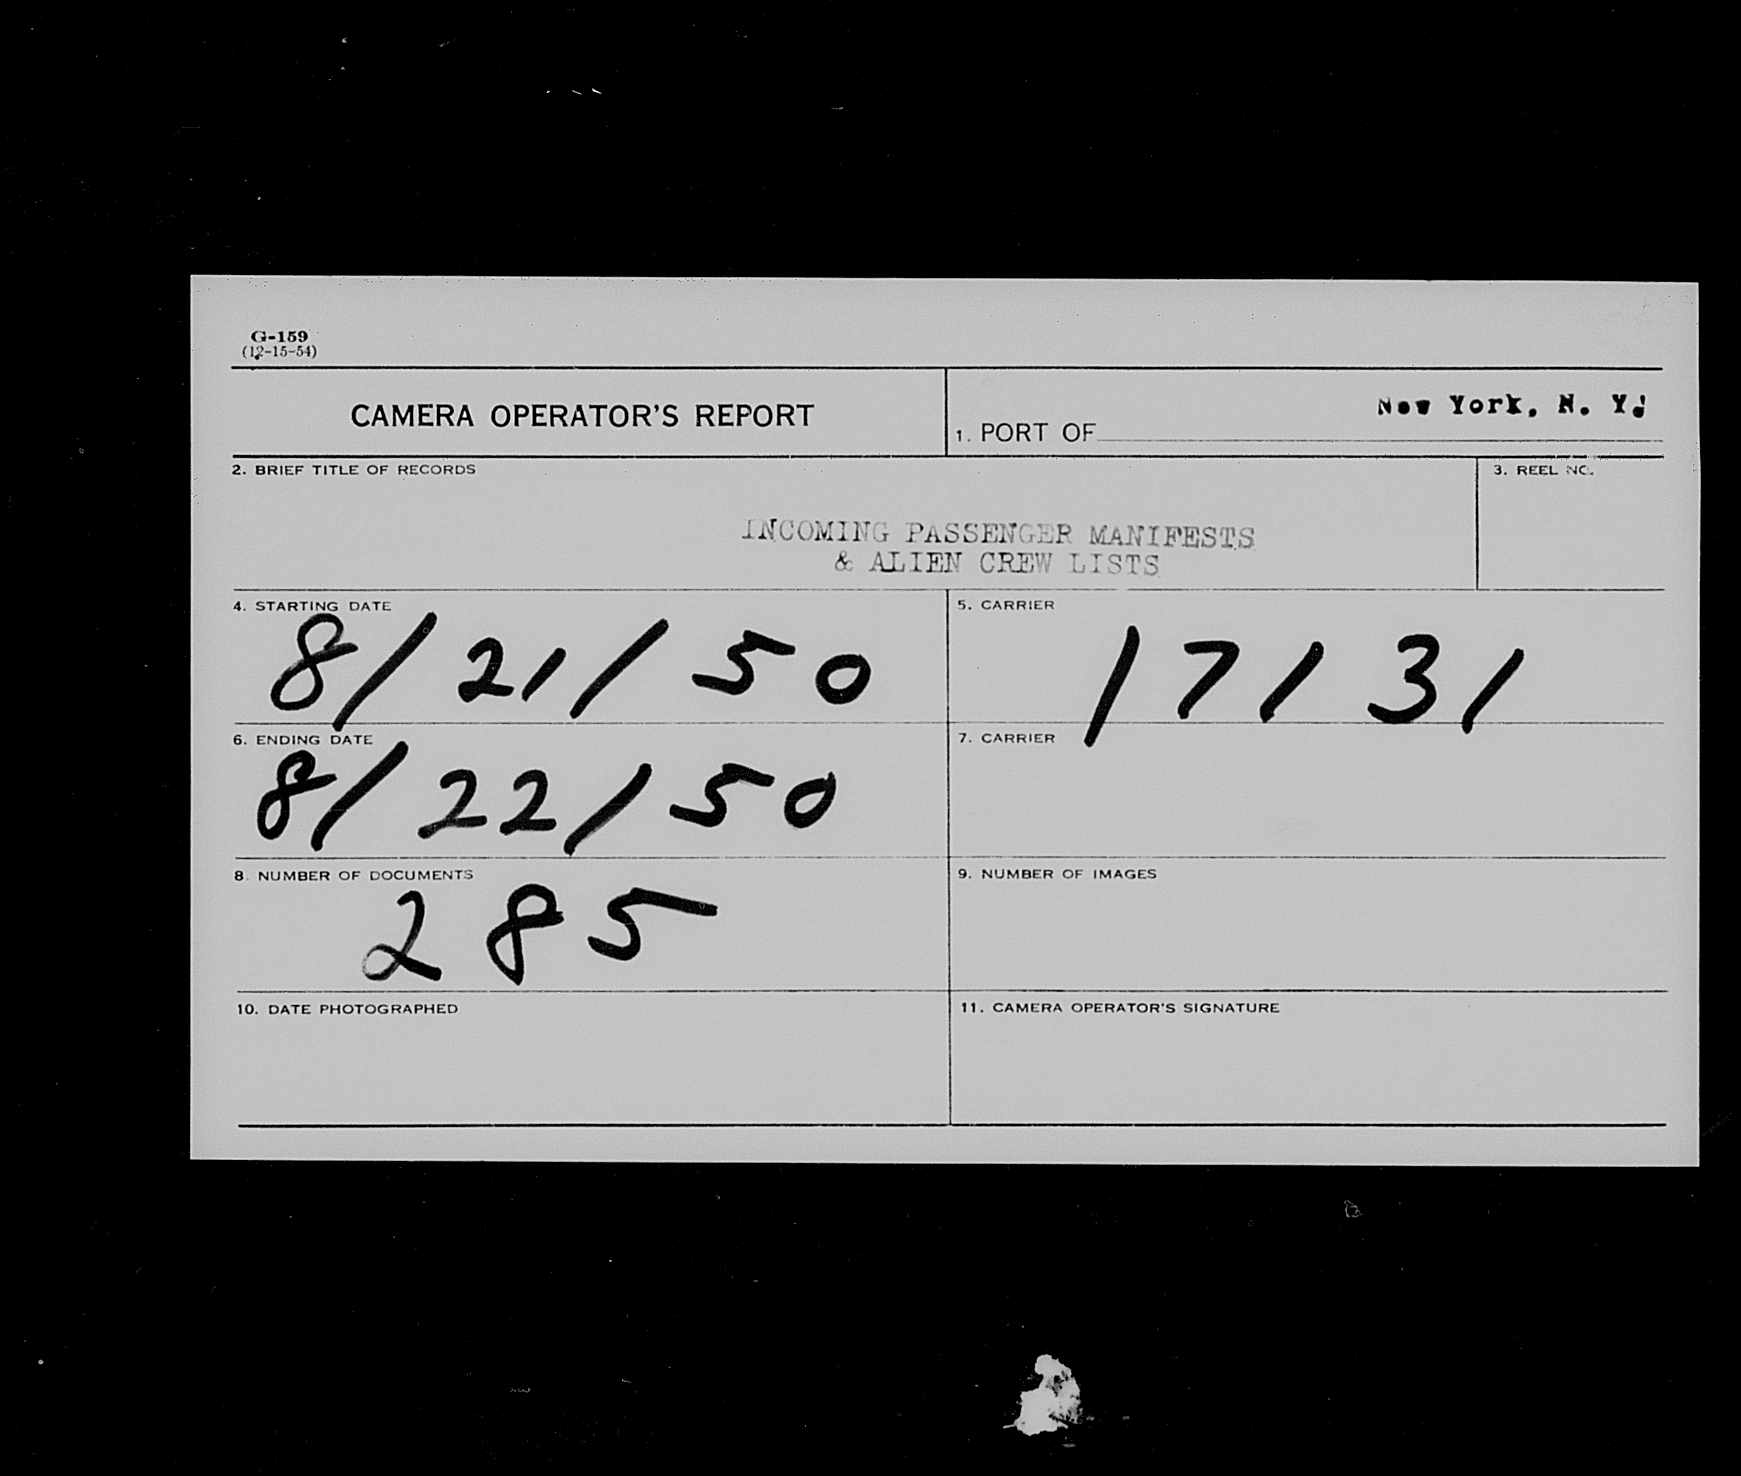 G-159
(12-15-54)
CAMERA OPERATOR'S REPORT
1. PORT OF New York, N. Y.
2. BRIEF TITLE OF RECORDS
3. REEL NO.
INCOMING PASSENGER MANIFESTS
& ALIEN CREW LISTS
4. STARTING DATE
8/21/50
5. CARRIER
17131
6. ENDING DATE
8/22/50
7. CARRIER
8. NUMBER OF DOCUMENTS
285
9. NUMBER OF IMAGES
10. DATE PHOTOGRAPHED
11. CAMERA OPERATOR'S SIGNATURE